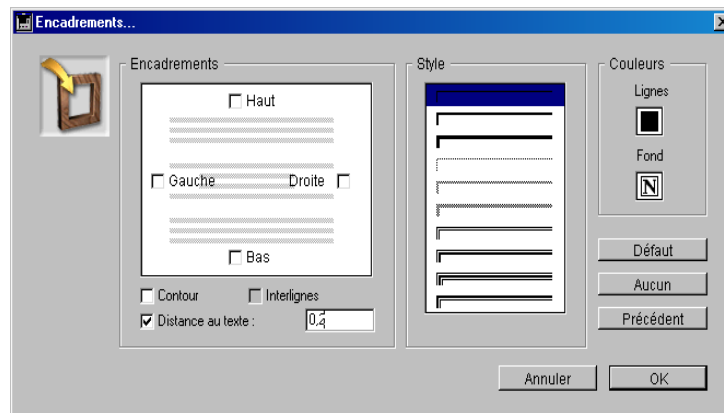 Encadrements...
Encadrements
Haut
Gauche Droite
Bas
Contour Interlignes
Distance au texte : 0,4
Style
Couleurs
Lignes
Fond
N
Défaut
Aucun
Précédent
Annuler OK